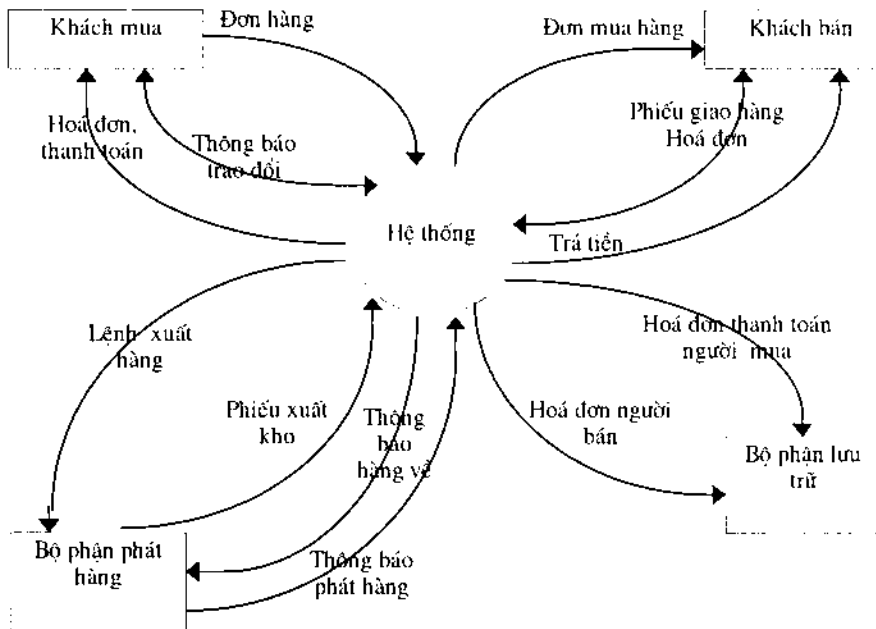 Khách mua
Đơn hàng
Đơn mua hàng
Khách bán
Hoá đơn,
thanh toán
Thông báo
trao đổi
Phiếu giao hàng
Hoá đơn
Hệ thống
Trả tiền
Lệnh xuất
hàng
Hoá đơn thanh toán
người mua
Phiếu xuất
kho
Thông
báo
hàng về
Hoá đơn người
bán
Bộ phận lưu
trữ
Bộ phận phát
hàng
Thông báo
phát hàng